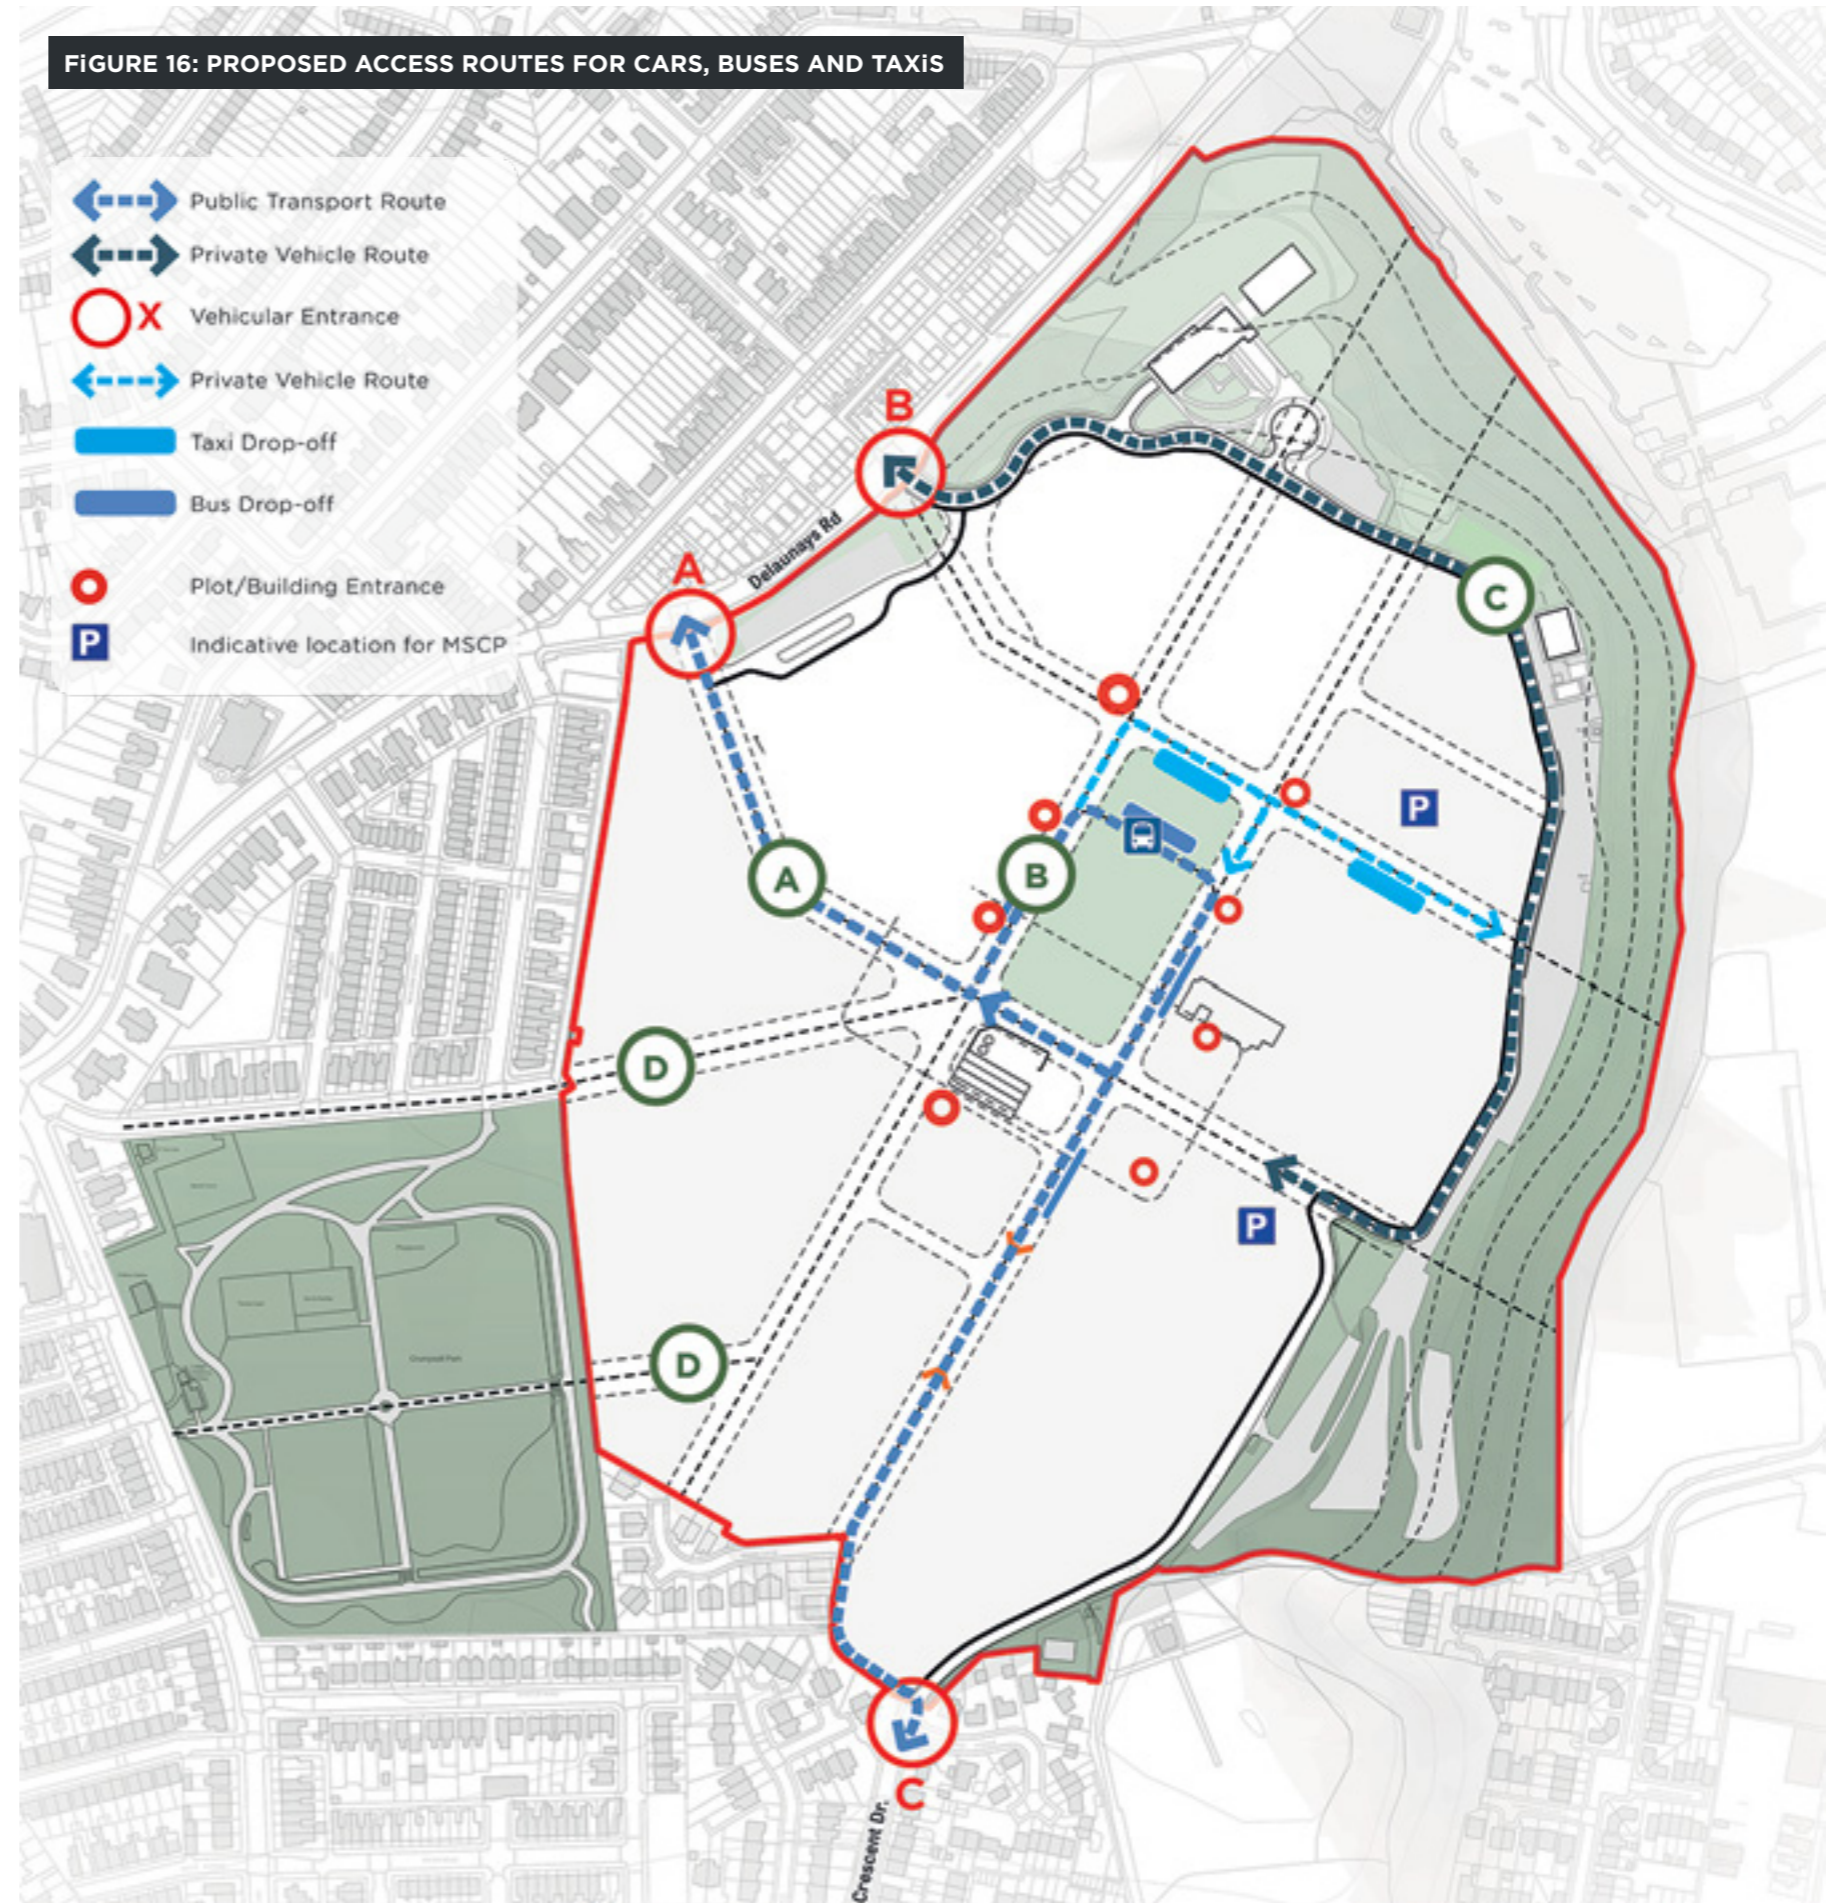 FiGURE 16: PROPOSED ACCESS ROUTES FOR CARS, BUSES AND TAXiS
Public Transport Route
Private Vehicle Route
X
Vehicular Entrance
Private Vehicle Route
Taxi Drop-off
Bus Drop-off
Plot/Building Entrance
P
Indicative location for MSCP
B
Delaunays Rd
A
C
P
A
B
D
P
D
Crumpsall Park
C
Crescent Dr.